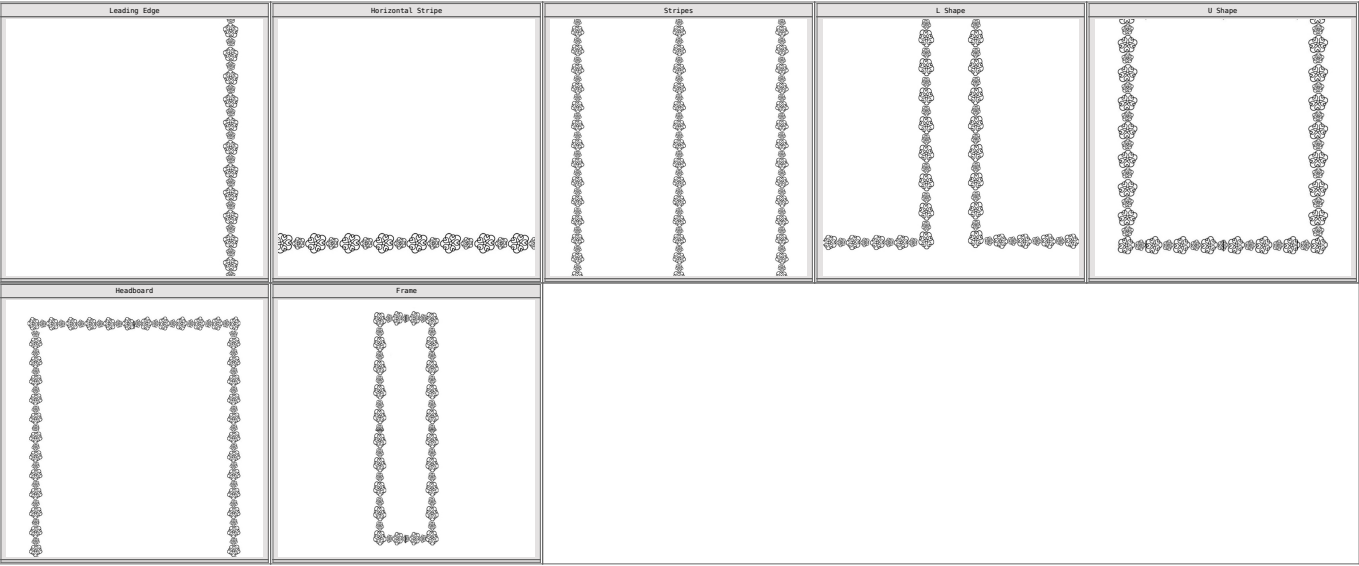 Leading Edge
Horizontal Stripe
Stripes
L Shape
U Shape
Headboard
Frame